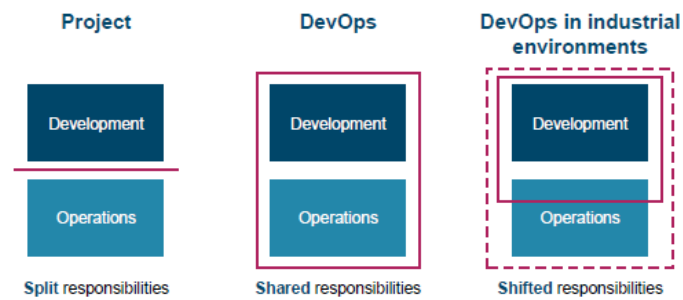 Project
Development
Operations
Split responsibilities
DevOps
Development
Operations
Shared responsibilities
DevOps in industrial
environments
Development
Operations
Shifted responsibilities